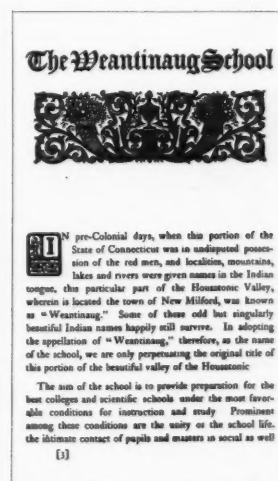 The Weantinaug School
IN pre-Colonial days, when this portion of the
State of Connecticut was in undisputed posses-
sion of the red men, and localities, mountains,
lakes and rivers were given names in the Indian
tongue, this particular part of the Housatonic Valley,
wherein is located the town of New Milford, was known
as "Weantinaug." Some of these odd but singularly
beautiful Indian names happily still survive. In adopting
the appellation of "Weantinaug," therefore, as the name
of the school, we are only perpetuating the original title of
this portion of the beautiful valley of the Housatonic
The aim of the school is to provide preparation for the
best colleges and scientific schools under the most favor-
able conditions for instruction and study Prominent
among these conditions are the unity of the school life.
the intimate contact of pupils and masters in social as well
[3]